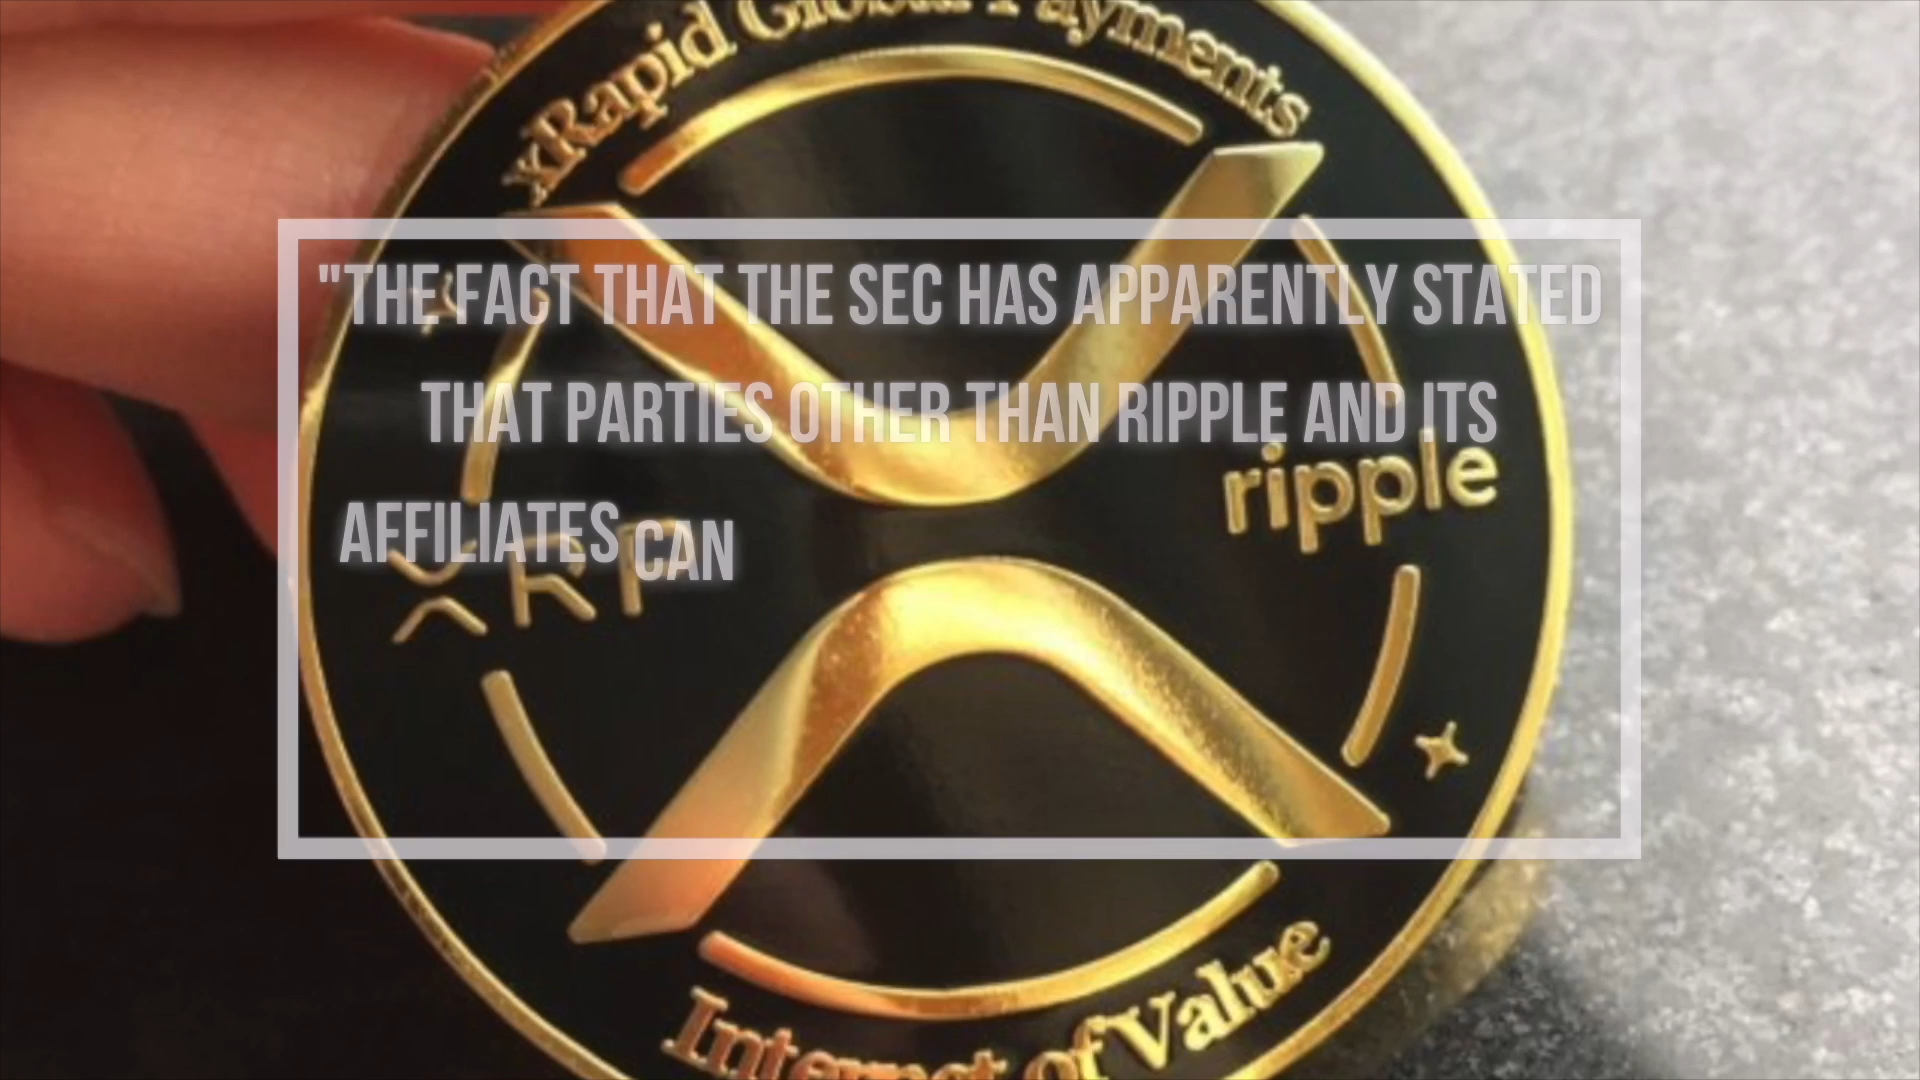 xRapid Global Payments
"THE FACT THAT THE SEC HAS APPARENTLY STATED
THAT PARTIES OTHER THAN RIPPLE AND ITS
AFFILIATES CAN
ripple
XRP
Internet of Value